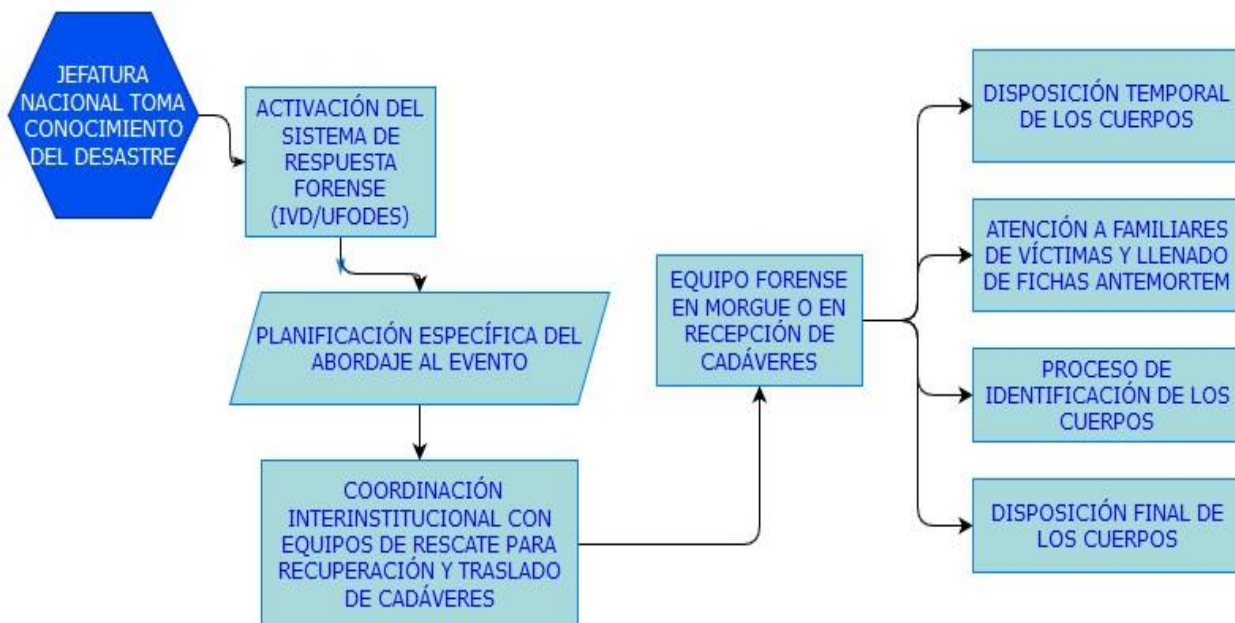 JEFATURA
NACIONAL TOMA
CONOCIMIENTO
DEL DESASTRE
ACTIVACIÓN DEL
SISTEMA DE
RESPUESTA
FORENSE
(IVD/UFODES)
PLANIFICACIÓN ESPECÍFICA DEL
ABORDAJE AL EVENTO
COORDINACIÓN
INTERINSTITUCIONAL CON
EQUIPOS DE RESCATE PARA
RECUPERACIÓN Y TRASLADO
DE CADÁVERES
EQUIPO FORENSE
EN MORGUE O EN
RECEPCIÓN DE
CADÁVERES
DISPOSICIÓN TEMPORAL
DE LOS CUERPOS
ATENCIÓN A FAMILIARES
DE VÍCTIMAS Y LLENADO
DE FICHAS ANTEMORTEM
PROCESO DE
IDENTIFICACIÓN DE LOS
CUERPOS
DISPOSICIÓN FINAL DE
LOS CUERPOS